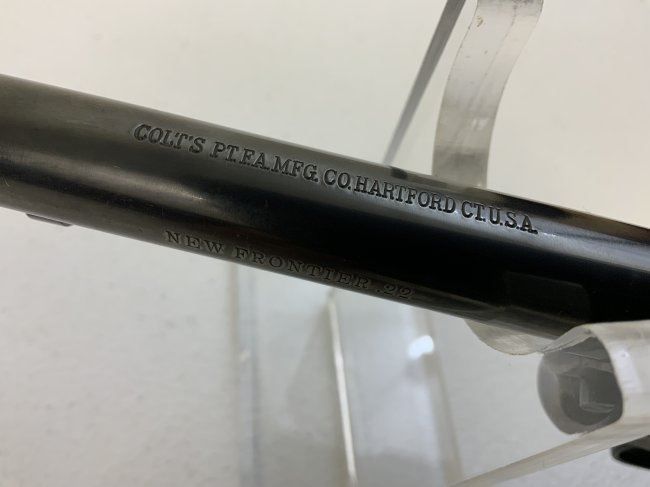 COLT'S PT.F.A.MFG. CO.HARTFORD CT.U.S.A.
NEW FRONTIER .22